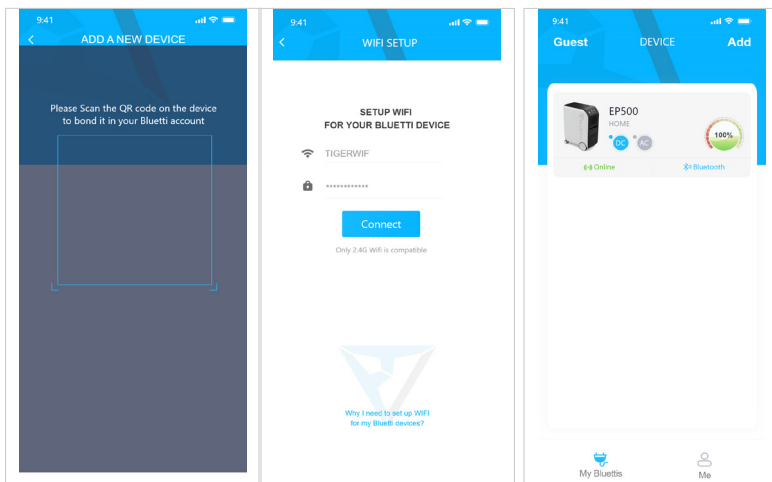 9:41
ADD A NEW DEVICE
Please Scan the QR code on the device
to bond it in your Bluetti account
9:41
WIFI SETUP
SETUP WIFI
FOR YOUR BLUETTI DEVICE
TIGERWIF
************
Connect
Only 2.4G Wifi is compatible
Why I need to set up WIFI
for my Bluetti devices?
9:41
Guest DEVICE Add
EP500
HOME
DC AC
100%
Online Bluetooth
My Bluettis Me